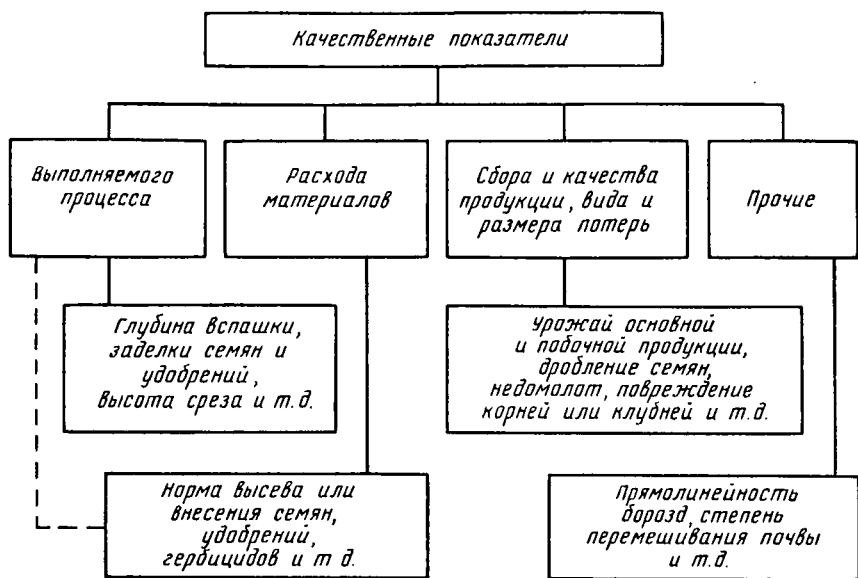 Качественные показатели
Выполняемого
процесса
Расхода
материалов
Сбора и качества
продукции, вида и
размера потерь
Прочие
Глубина вспашки,
заделки семян и
удобрений,
высота среза и т.д.
Урожай основной
и побочной продукции,
дробление семян,
недомолот, повреждение
корней или клубней и т.д.
Норма высева или
внесения семян,
удобрений,
гербицидов и т д.
Прямолинейность
борозд, степень
перемешивания почвы
и т.д.